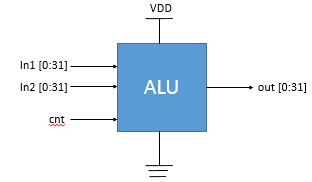 VDD
In1 [0:31]
In2 [0:31]
ALU
out [0:31]
cnt